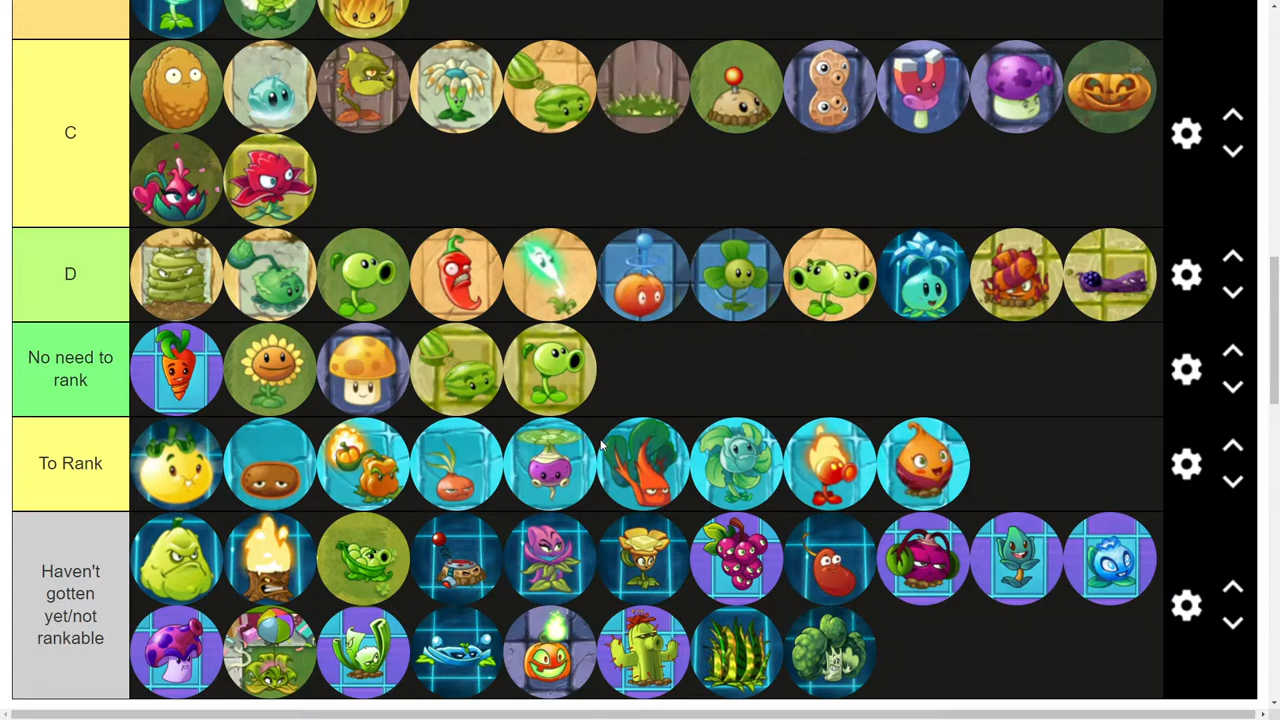 C
D
No need to
rank
To Rank
Haven't
gotten
yet/not
rankable